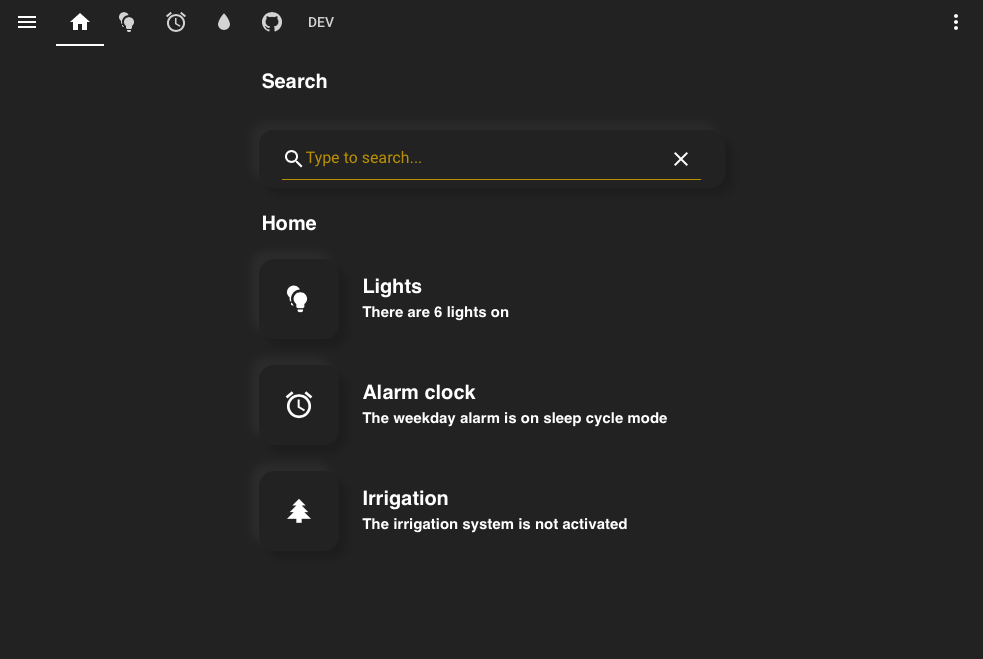 DEV
Search
Type to search...
Home
Lights
There are 6 lights on
Alarm clock
The weekday alarm is on sleep cycle mode
Irrigation
The irrigation system is not activated